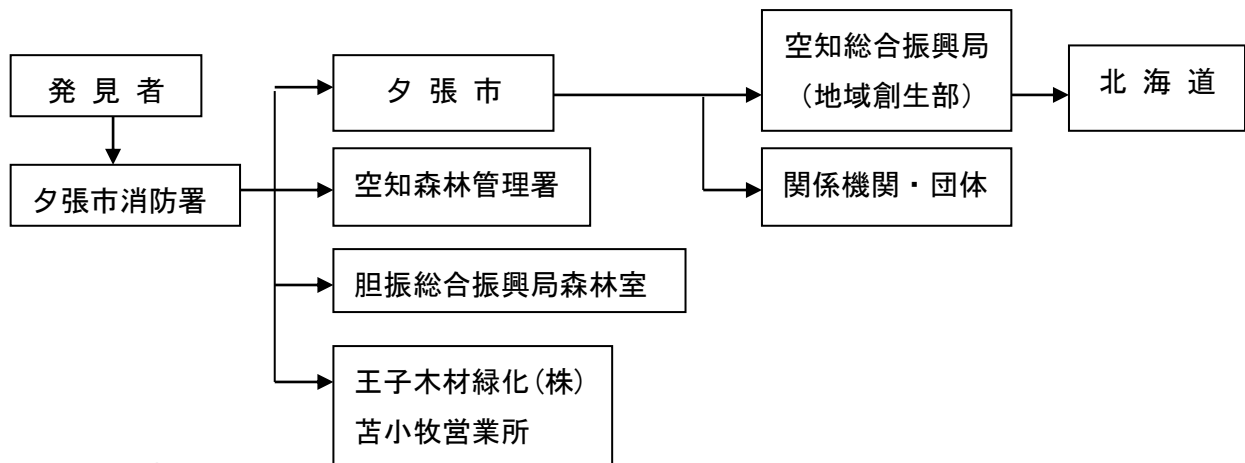 発見者
夕張市消防署
夕張市
空知森林管理署
胆振総合振興局森林室
王子木材緑化(株)
苫小牧営業所
空知総合振興局
（地域創生部）
関係機関・団体
北海道